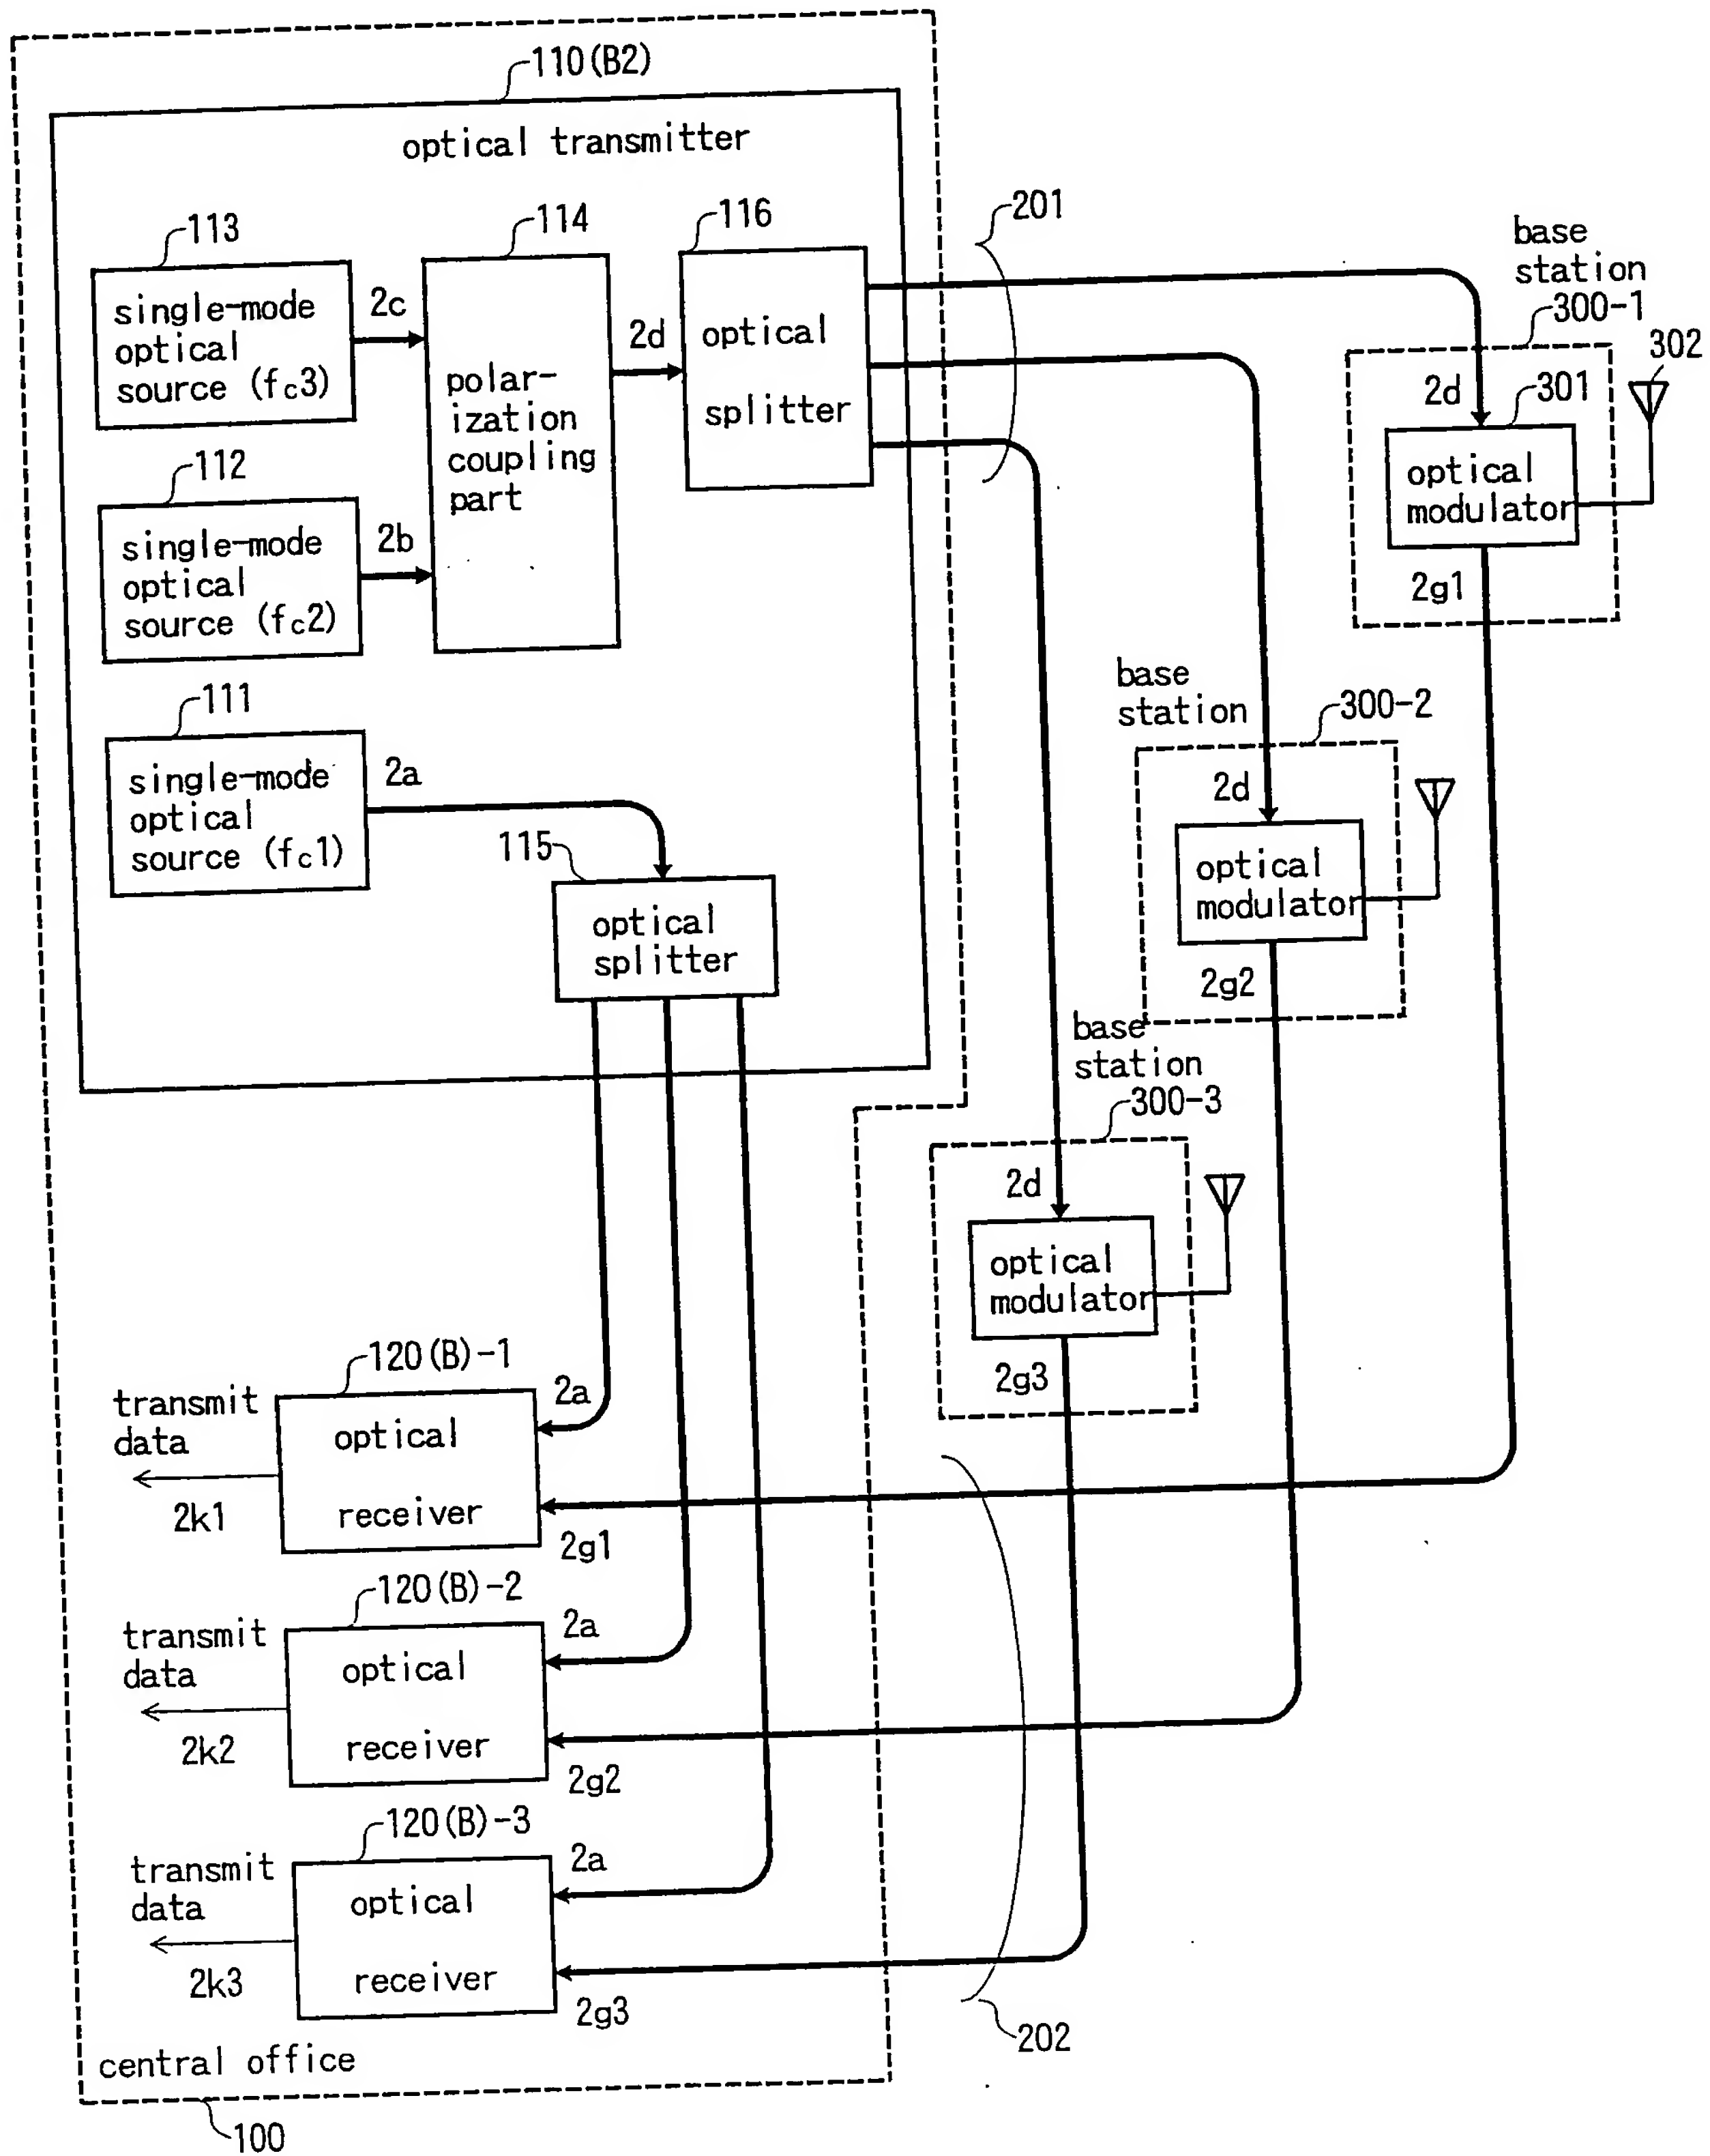 110(B2)
optical transmitter
113
114
116
201
single-mode
optical
source (fc3)
2c
polar-
ization
coupling
part
2d
optical
splitter
base
station
300-1
302
2d
301
optical
modulator
2g1
112
single-mode
optical
source (fc2)
2b
111
single-mode
optical
source (fc1)
2a
115
optical
splitter
base
station
300-2
2d
optical
modulator
2g2
base
station
300-3
2d
optical
modulator
2g3
120(B)-1
transmit
data
2a
optical
receiver
2k1
2g1
120(B)-2
transmit
data
2a
optical
receiver
2k2
2g2
120(B)-3
transmit
data
2a
optical
receiver
2k3
2g3
202
central office
100